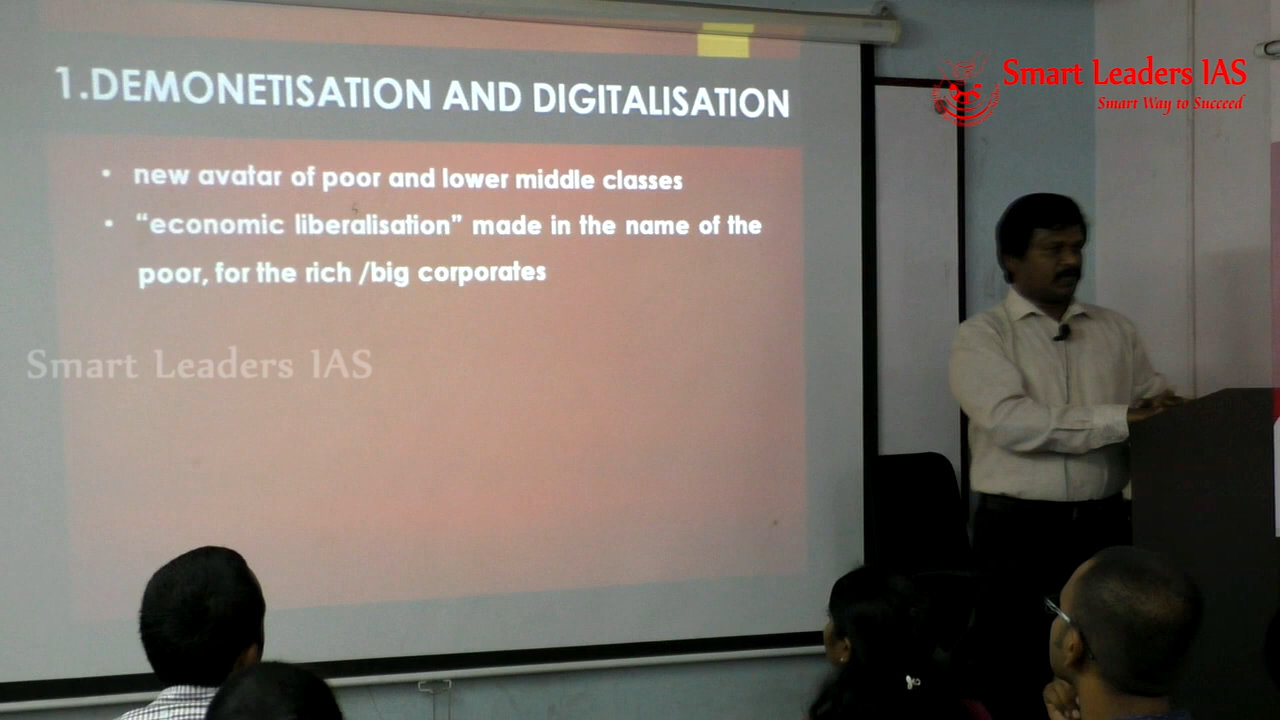 Smart Leaders IAS
Smart Way to Succeed
1.DEMONETISATION AND DIGITALISATION
• new avatar of poor and lower middle classes
• “economic liberalisation” made in the name of the
poor, for the rich /big corporates
Smart Leaders IAS